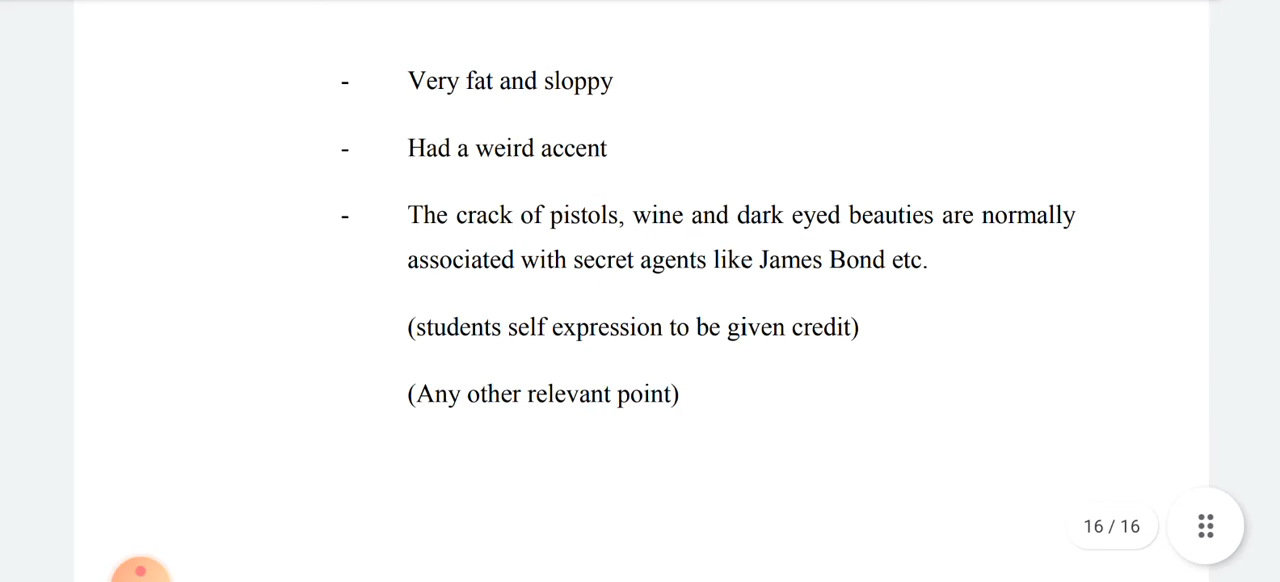 - Very fat and sloppy
- Had a weird accent
- The crack of pistols, wine and dark eyed beauties are normally
associated with secret agents like James Bond etc.
(students self expression to be given credit)
(Any other relevant point)
16 / 16